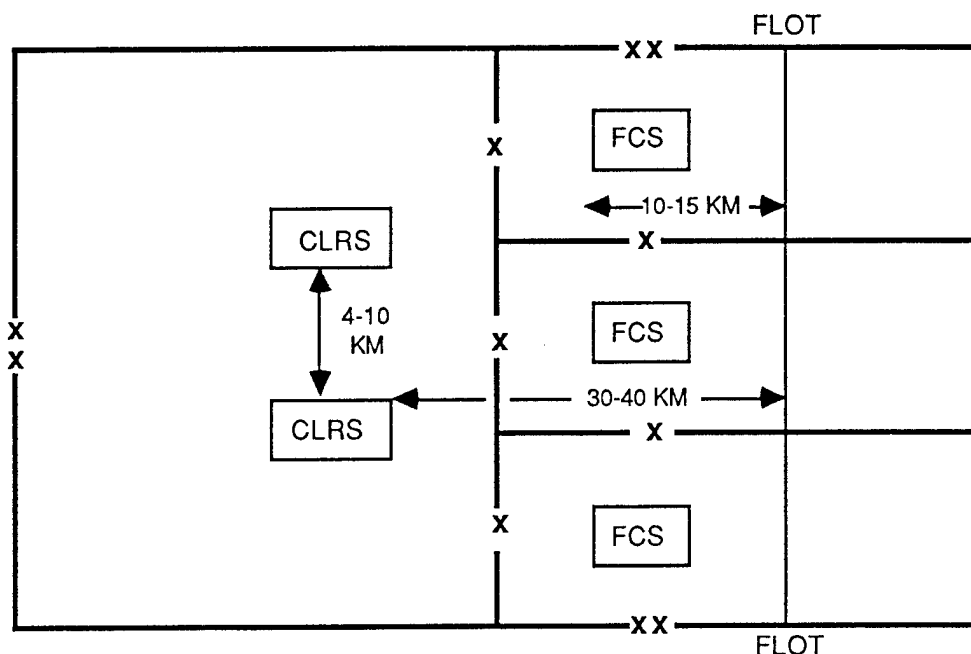 FLOT
XX
FCS
X
10-15 KM
CLRS
X
4-10
KM
X
X
X
FCS
30-40 KM
CLRS
X
X
FCS
XX
FLOT